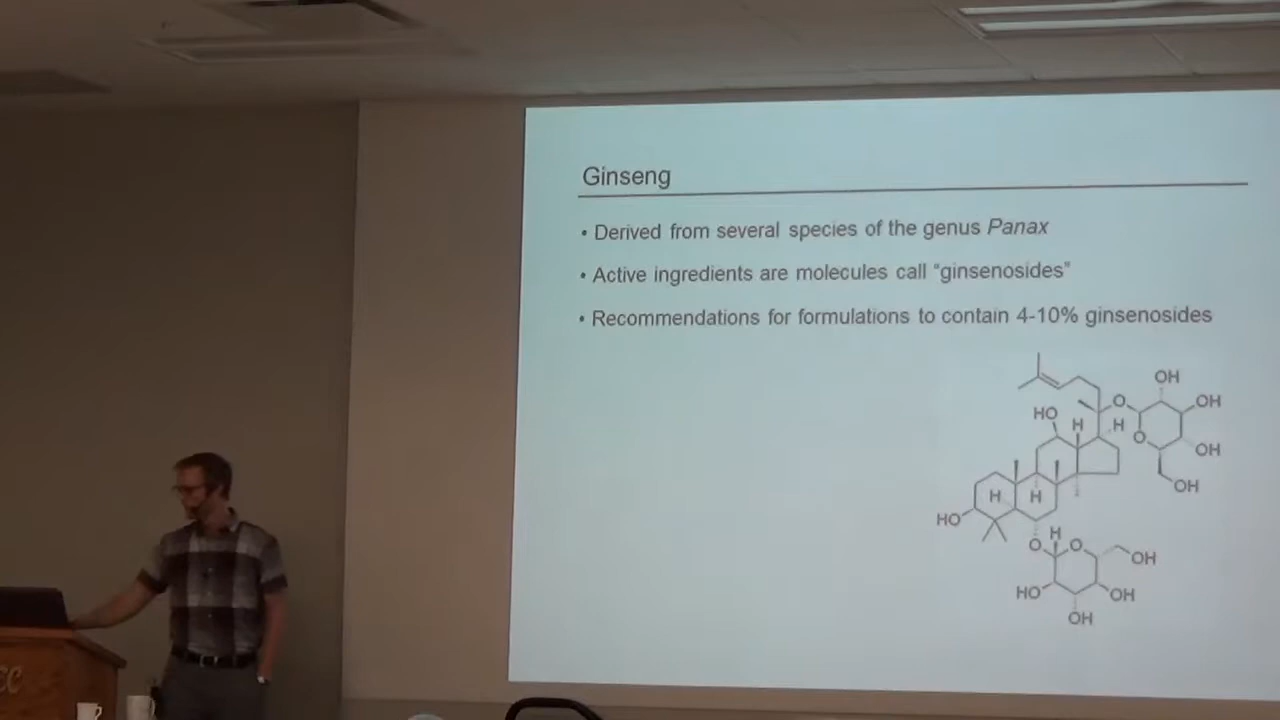 Ginseng
• Derived from several species of the genus Panax
• Active ingredients are molecules call “ginsenosides”
• Recommendations for formulations to contain 4-10% ginsenosides
OH
O
OH
HO
H
H
O
OH
OH
H
H
HO
H
O
O
OH
HO
OH
OH